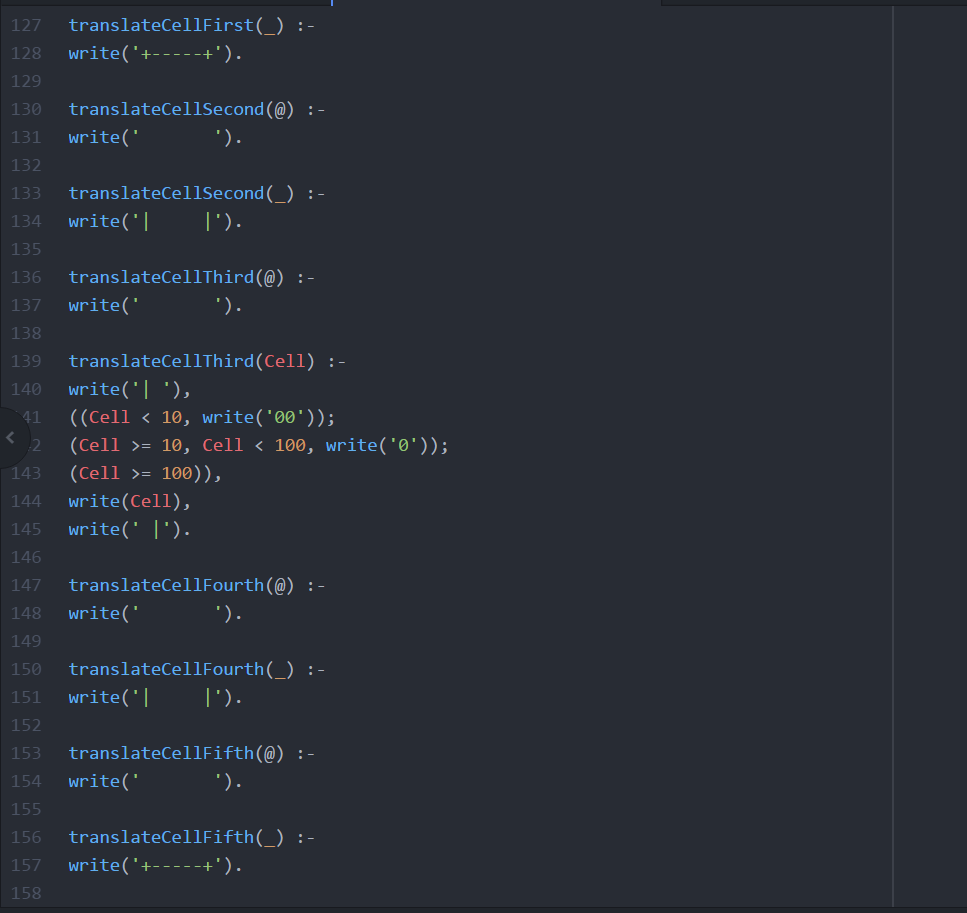 127 translateCellFirst(_) :-
128 write('+-----+').
129
130 translateCellSecond(@) :-
131 write('       ').
132
133 translateCellSecond(_) :-
134 write('|     |').
135
136 translateCellThird(@) :-
137 write('       ').
138
139 translateCellThird(Cell) :-
140 write('| '),
41 ((Cell < 10, write('00'));
2 (Cell >= 10, Cell < 100, write('0'));
143 (Cell >= 100)),
144 write(Cell),
145 write(' |').
146
147 translateCellFourth(@) :-
148 write('       ').
149
150 translateCellFourth(_) :-
151 write('|     |').
152
153 translateCellFifth(@) :-
154 write('       ').
155
156 translateCellFifth(_) :-
157 write('+-----+').
158